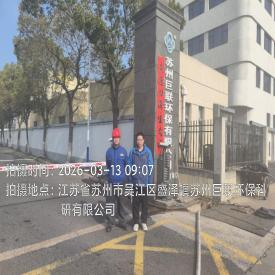 苏州巨联环保有限公
拍摄时间: 2026-03-13 09:07
拍摄地点: 江苏省苏州市吴江区盛泽镇苏州巨联环保科
研有限公司